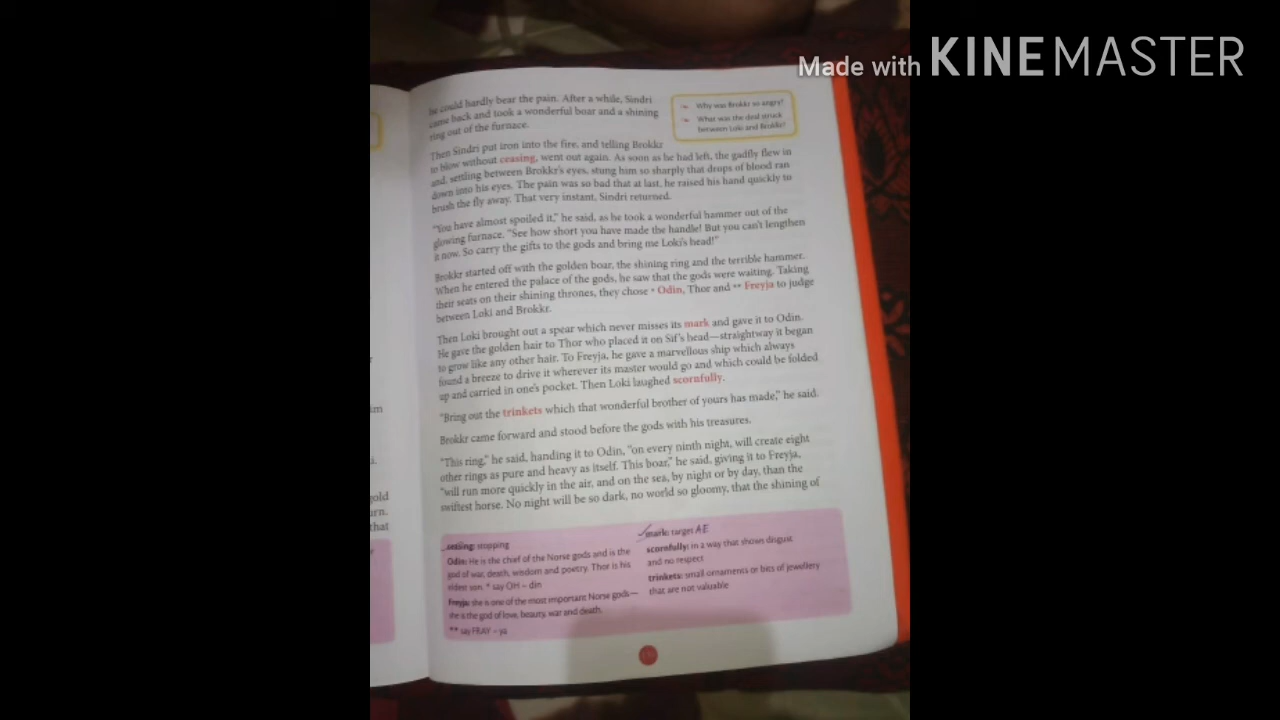 Made with KINEMASTER
he could hardly bear the pain. After a while, Sindri
came back and took a wonderful boar and a shining
ring out of the furnace.
Why was Brokkr so angry?
What was the deal struck
between Loki and Brokkr?
Then Sindri put iron into the fire, and telling Brokkr
to blow without ceasing, went out again. As soon as he had left, the gadfly flew in
and, settling between Brokkr's eyes, stung him so sharply that drops of blood ran
down into his eyes. The pain was so bad that at last, he raised his hand quickly to
brush the fly away. That very instant, Sindri returned.
"You have almost spoiled it," he said, as he took a wonderful hammer out of the
glowing furnace. "See how short you have made the handle! But you can't lengthen
it now. So carry the gifts to the gods and bring me Loki's head!"
Brokkr started off with the golden boar, the shining ring and the terrible hammer.
When he entered the palace of the gods, he saw that the gods were waiting. Taking
their seats on their shining thrones, they chose * Odin, Thor and ** Freyja to judge
between Loki and Brokkr.
Then Loki brought out a spear which never misses its mark and gave it to Odin.
He gave the golden hair to Thor who placed it on Sif's head—straightway it began
to grow like any other hair. To Freyja, he gave a marvellous ship which always
found a breeze to drive it wherever its master would go and which could be folded
up and carried in one's pocket. Then Loki laughed scornfully.
"Bring out the trinkets which that wonderful brother of yours has made," he said.
Brokkr came forward and stood before the gods with his treasures.
"This ring," he said, handing it to Odin, "on every ninth night, will create eight
other rings as pure and heavy as itself. This boar," he said, giving it to Freyja,
"will run more quickly in the air, and on the sea, by night or by day, than the
swiftest horse. No night will be so dark, no world so gloomy, that the shining of
ceasing: stopping
Odin: He is the chief of the Norse gods and is the
god of war, death, wisdom and poetry. Thor is his
eldest son. * say OH – din
Freyja: she is one of the most important Norse gods—
she is the god of love, beauty, war and death.
** say FRAY – ya
mark: target AE
scornfully: in a way that shows disgust
and no respect
trinkets: small ornaments or bits of jewellery
that are not valuable
im
a.
gold
urn.
that